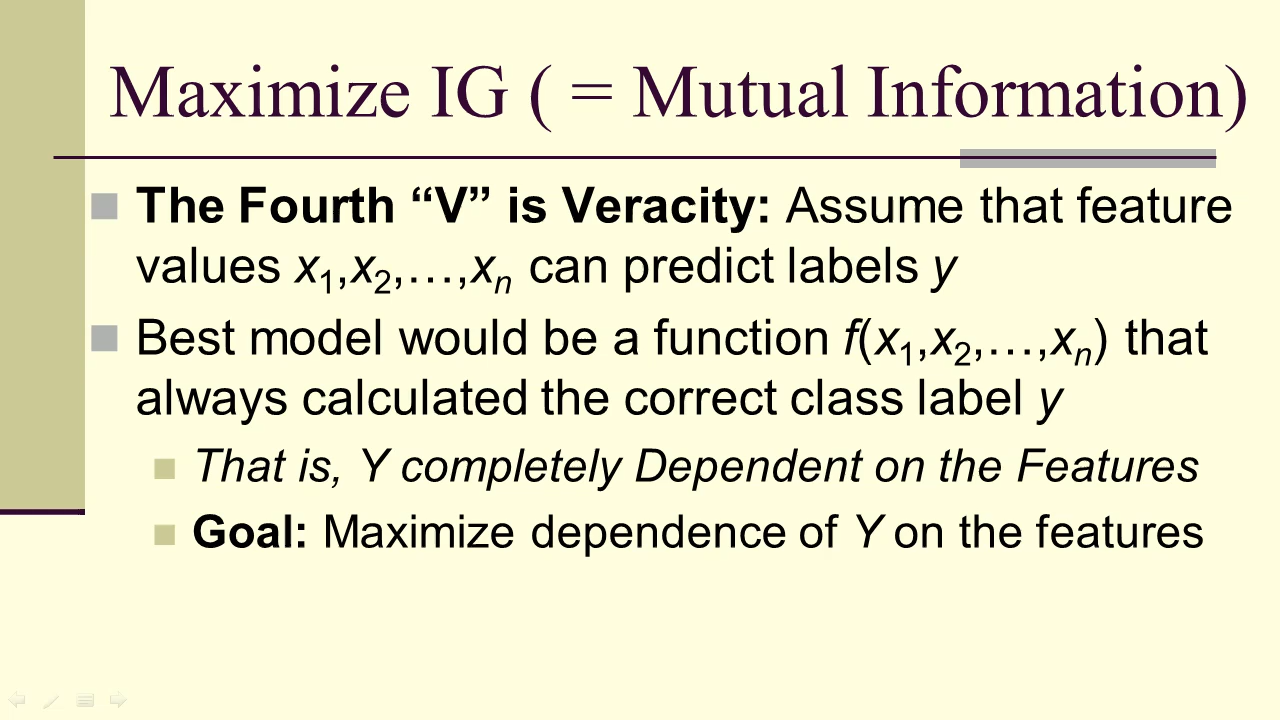 Maximize IG ( = Mutual Information)
The Fourth “V” is Veracity: Assume that feature
values x₁,x₂,…,xₙ can predict labels y
Best model would be a function f(x₁,x₂,…,xₙ) that
always calculated the correct class label y
That is, Y completely Dependent on the Features
Goal: Maximize dependence of Y on the features